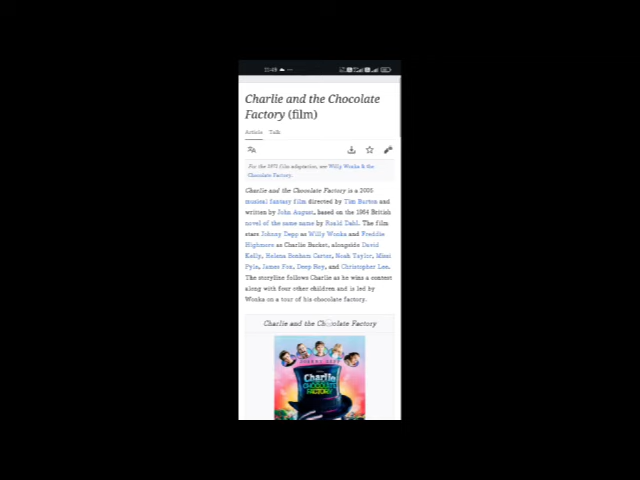 11:49
Charlie and the Chocolate
Factory (film)
Article Talk
For the 1971 film adaptation, see Willy Wonka & the
Chocolate Factory.
Charlie and the Chocolate Factory is a 2005
musical fantasy film directed by Tim Burton and
written by John August, based on the 1964 British
novel of the same name by Roald Dahl. The film
stars Johnny Depp as Willy Wonka and Freddie
Highmore as Charlie Bucket, alongside David
Kelly, Helena Bonham Carter, Noah Taylor, Missi
Pyle, James Fox, Deep Roy, and Christopher Lee.
The storyline follows Charlie as he wins a contest
along with four other children and is led by
Wonka on a tour of his chocolate factory.
Charlie and the Chocolate Factory
JOHNNY DEPP
Charlie
CHOCOLATE
FACTORY